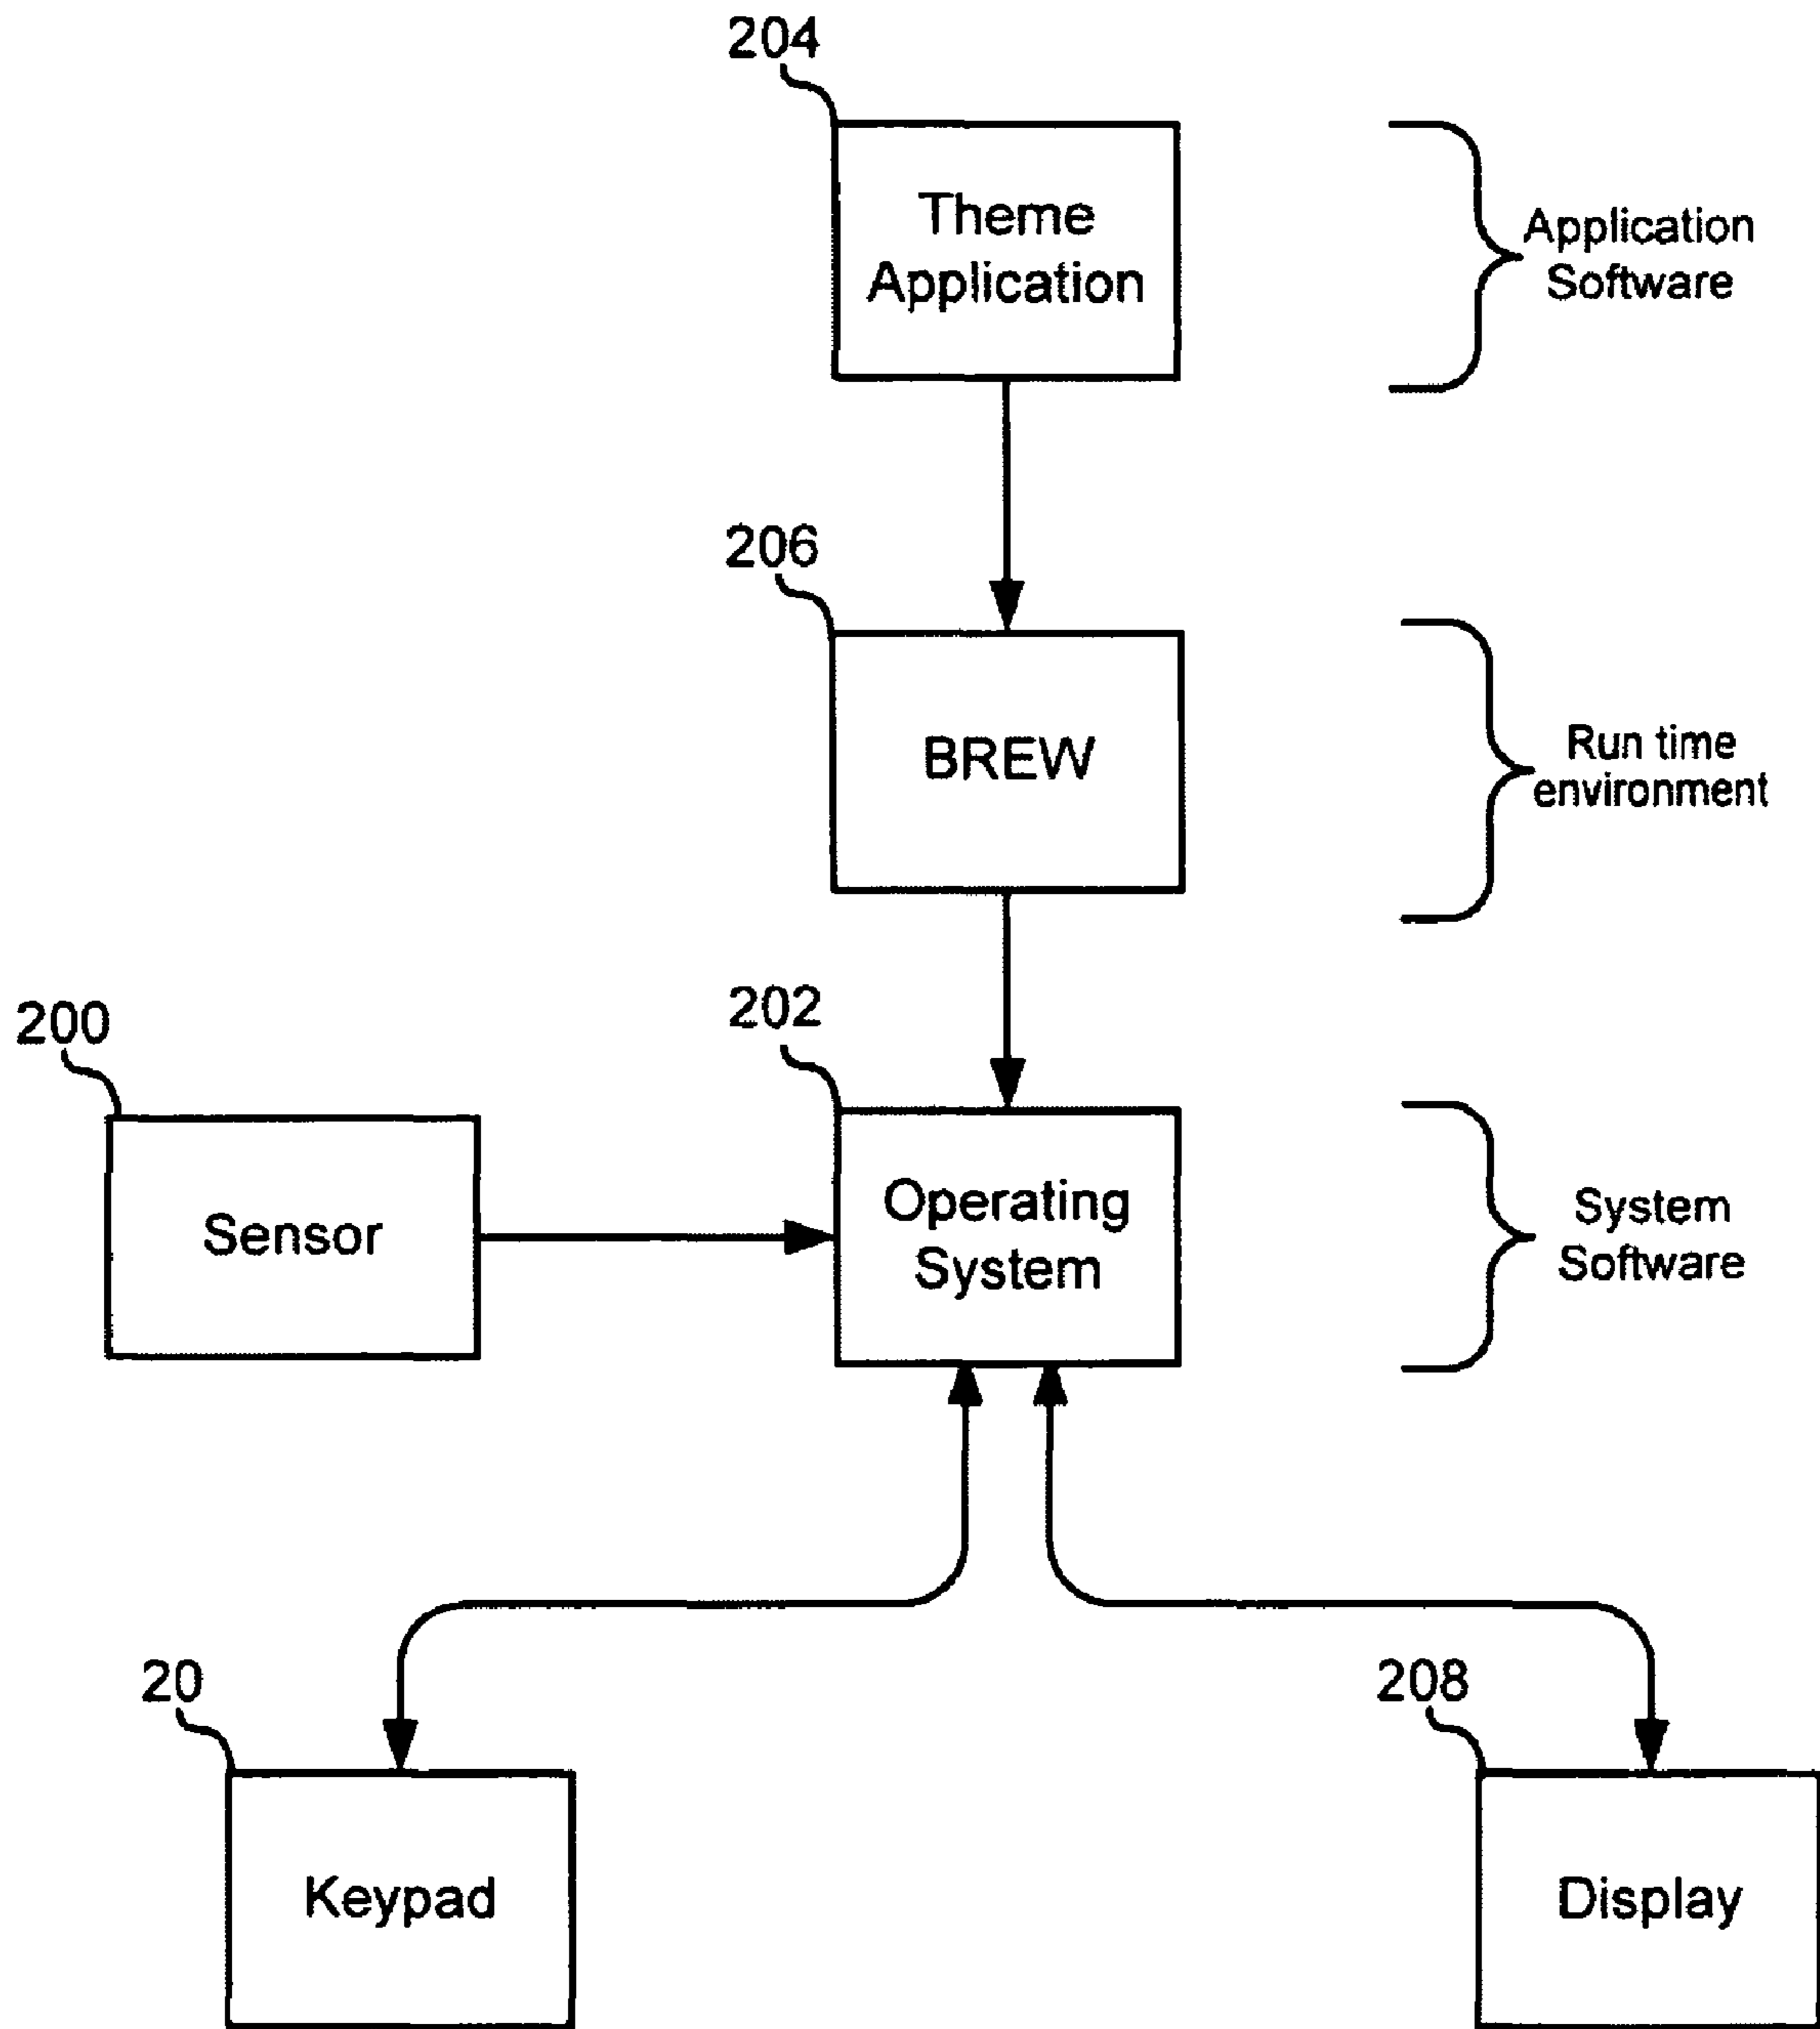 204
Theme
Application
Application
Software
206
BREW
Run time
environment
200
202
Sensor
Operating
System
System
Software
20
208
Keypad
Display